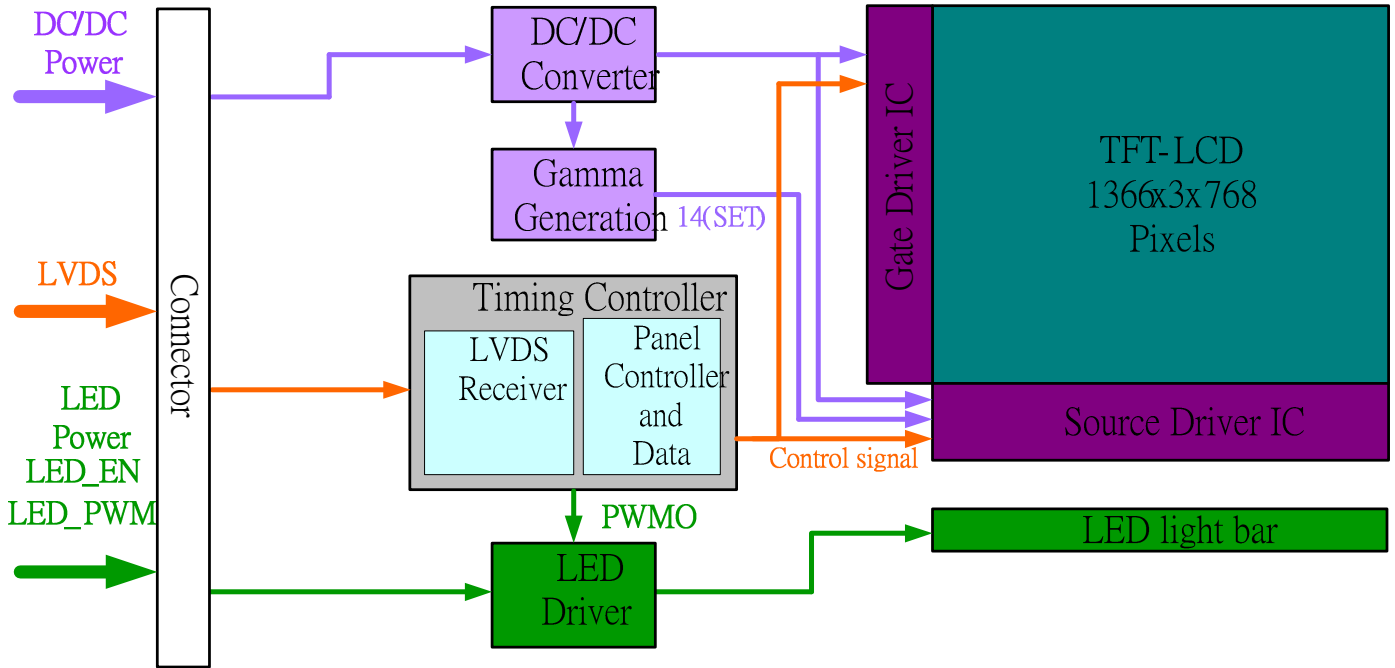 DC/DC
Power
LVDS
LED
Power
LED_EN
LED_PWM
Connector
DC/DC
Converter
Gamma
Generation
14(SET)
Timing Controller
LVDS
Receiver
Panel
Controller
and
Data
Control signal
PWMO
LED
Driver
Gate Driver IC
TFT-LCD
1366x3x768
Pixels
Source Driver IC
LED light bar